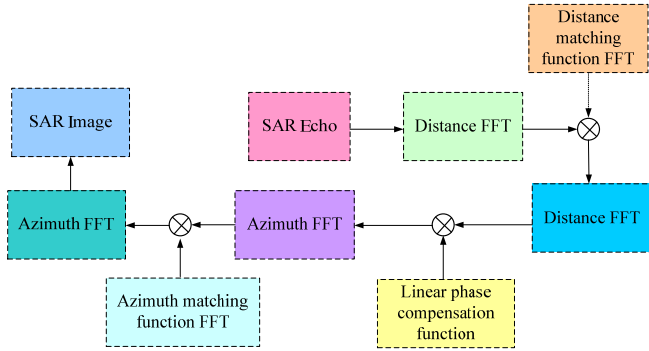 Distance
matching
function FFT
SAR Image
SAR Echo
Distance FFT
Azimuth FFT
Azimuth FFT
Distance FFT
Azimuth matching
function FFT
Linear phase
compensation
function